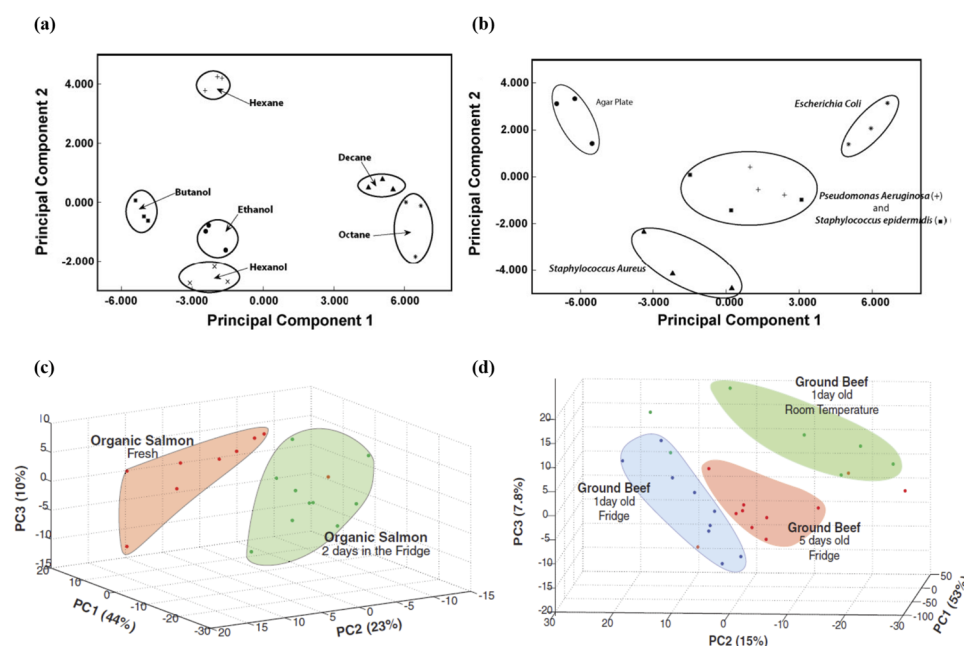 (a)
Principal Component 2
4.000
2.000
0.000
-2.000
Hexane
Decane
Butanol
Ethanol
Octane
Hexanol
-6.000 -3.000 0.000 3.000 6.000
Principal Component 1
(b)
Principal Component 2
4.000
2.000
0.000
-2.000
-4.000
Agar Plate
Escherichia Coli
Pseudomonas Aeruginosa (+)
and
Staphylococcus epidermidis (■)
Staphylococcus Aureus
-6.000 -3.000 0.000 3.000 6.000
Principal Component 1
(c)
PC3 (10%)
10
5
0
-5
-10
-15
Organic Salmon
Fresh
Organic Salmon
2 days in the Fridge
20 10 0 -10 -20 -30
PC1 (44%)
20 15 10 5 0 -5 -10 -15
PC2 (23%)
(d)
PC3 (7.8%)
20
15
10
5
0
-5
-10
-15
-20
Ground Beef
1day old
Room Temperature
Ground Beef
1day old
Fridge
Ground Beef
5 days old
Fridge
30 20 10 0 -10 -20 -30
PC2 (15%)
50
0
-50
-100
PC1 (53%)